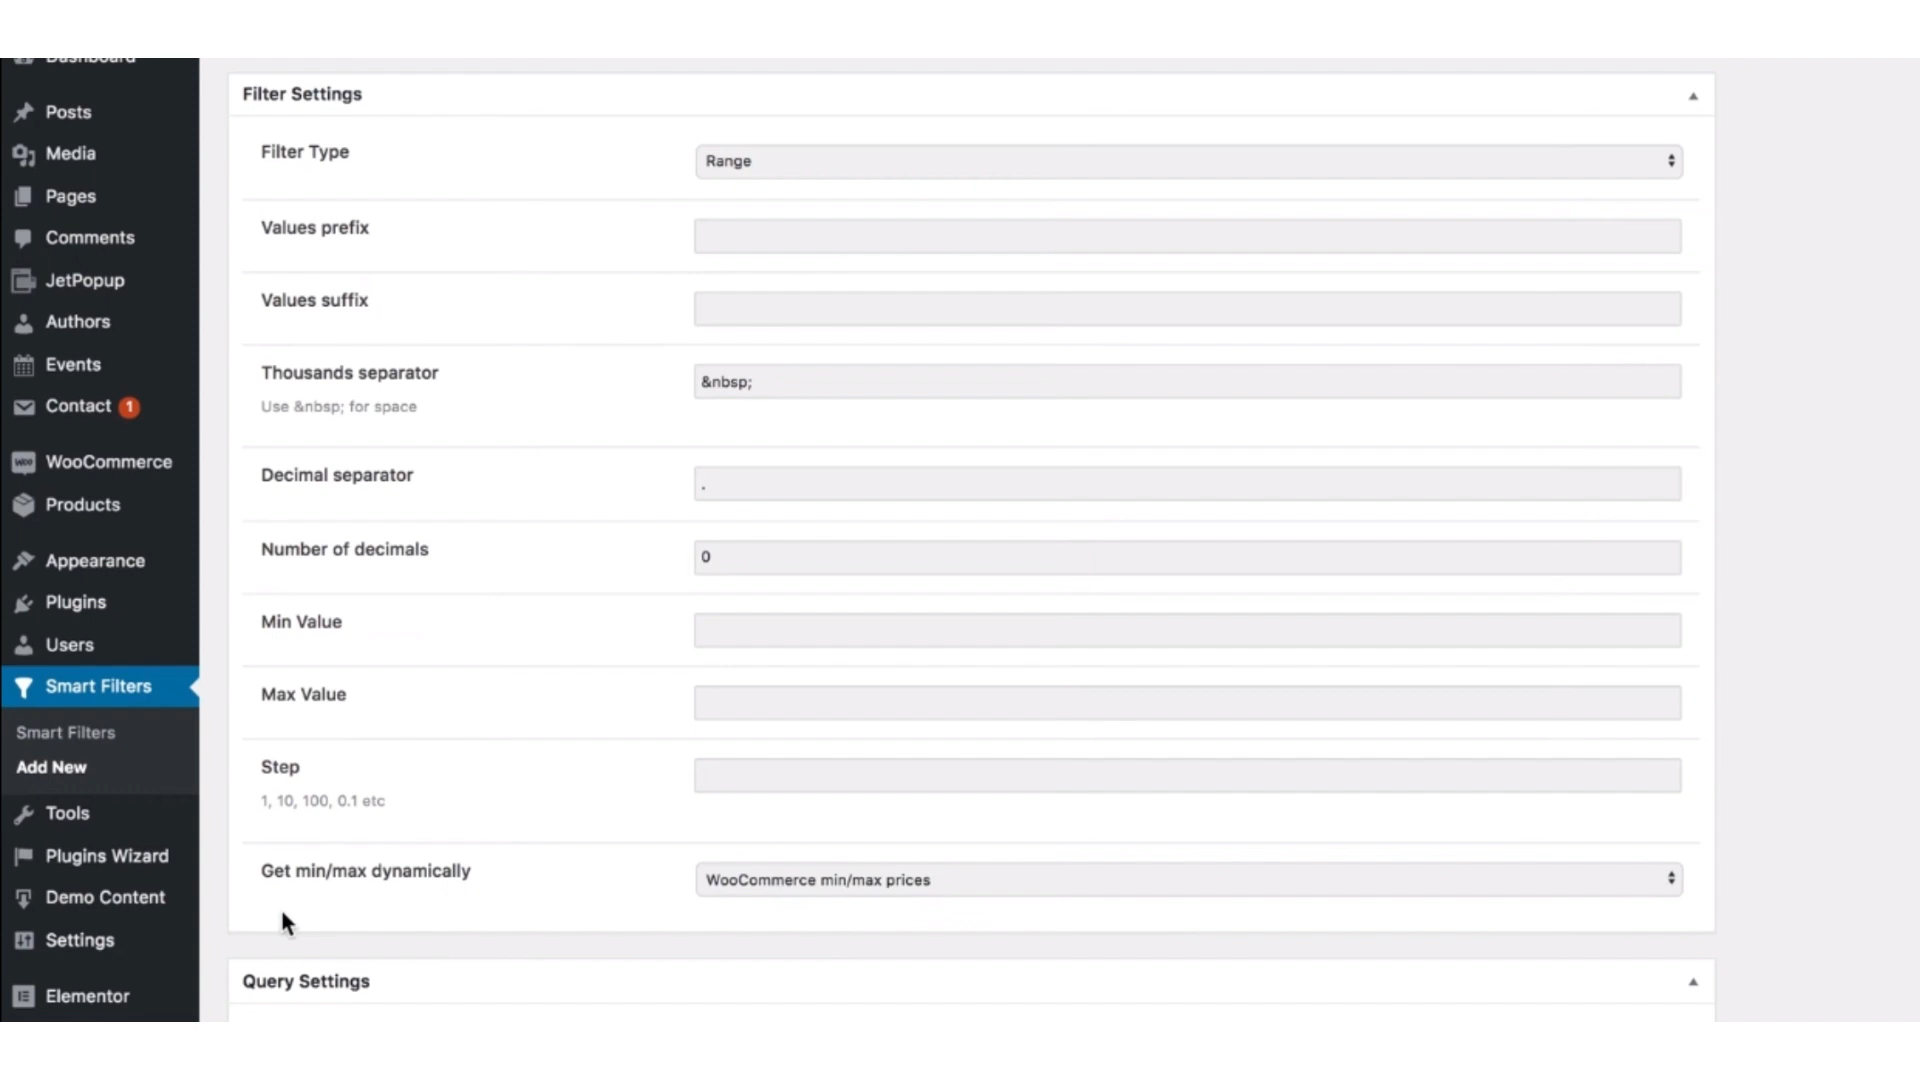 Dashboard
Posts
Media
Pages
Comments
JetPopup
Authors
Events
Contact 1
WooCommerce
Products
Appearance
Plugins
Users
Smart Filters
Smart Filters
Add New
Tools
Plugins Wizard
Demo Content
Settings
Elementor
Filter Settings
Filter Type
Range
Values prefix
Values suffix
Thousands separator
&nbsp;
Use &nbsp; for space
Decimal separator
.
Number of decimals
0
Min Value
Max Value
Step
1, 10, 100, 0.1 etc
Get min/max dynamically
WooCommerce min/max prices
Query Settings